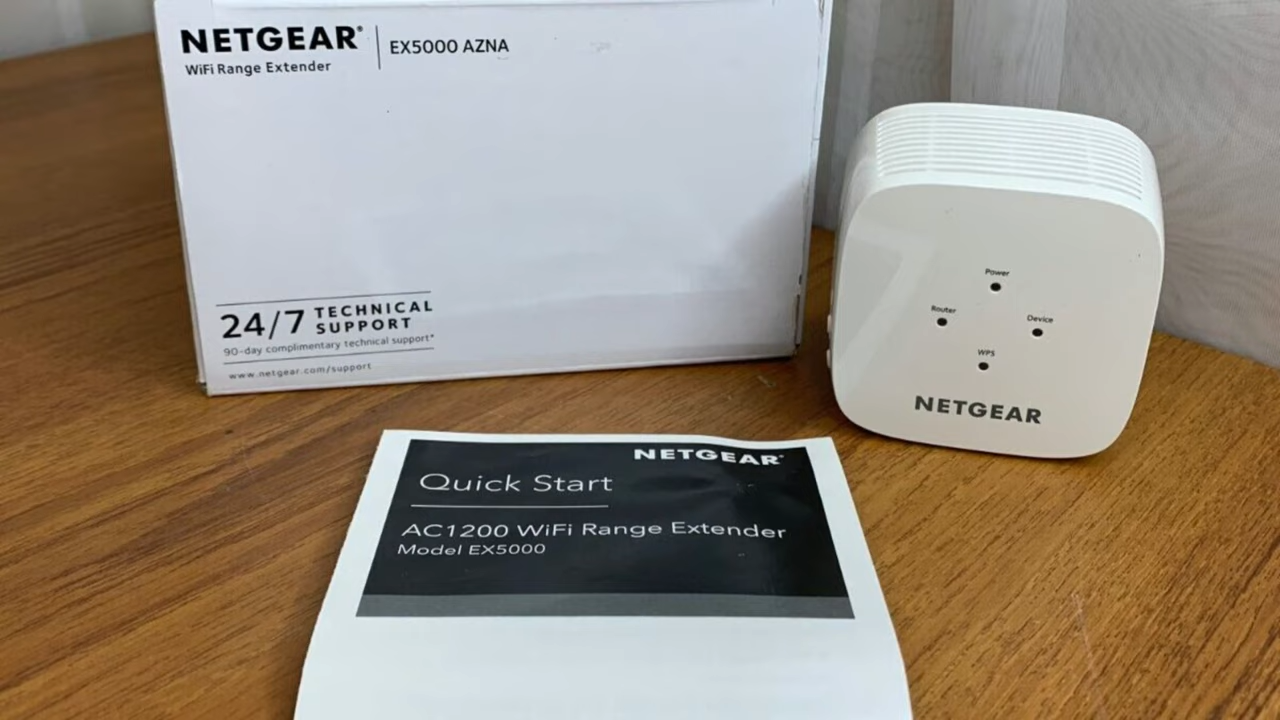 NETGEAR® | EX5000 AZNA
WiFi Range Extender
24/7 TECHNICAL
SUPPORT
90-day complimentary technical support*
www.netgear.com/support
Power
Router
Device
WPS
NETGEAR
NETGEAR®
Quick Start
AC1200 WiFi Range Extender
Model EX5000